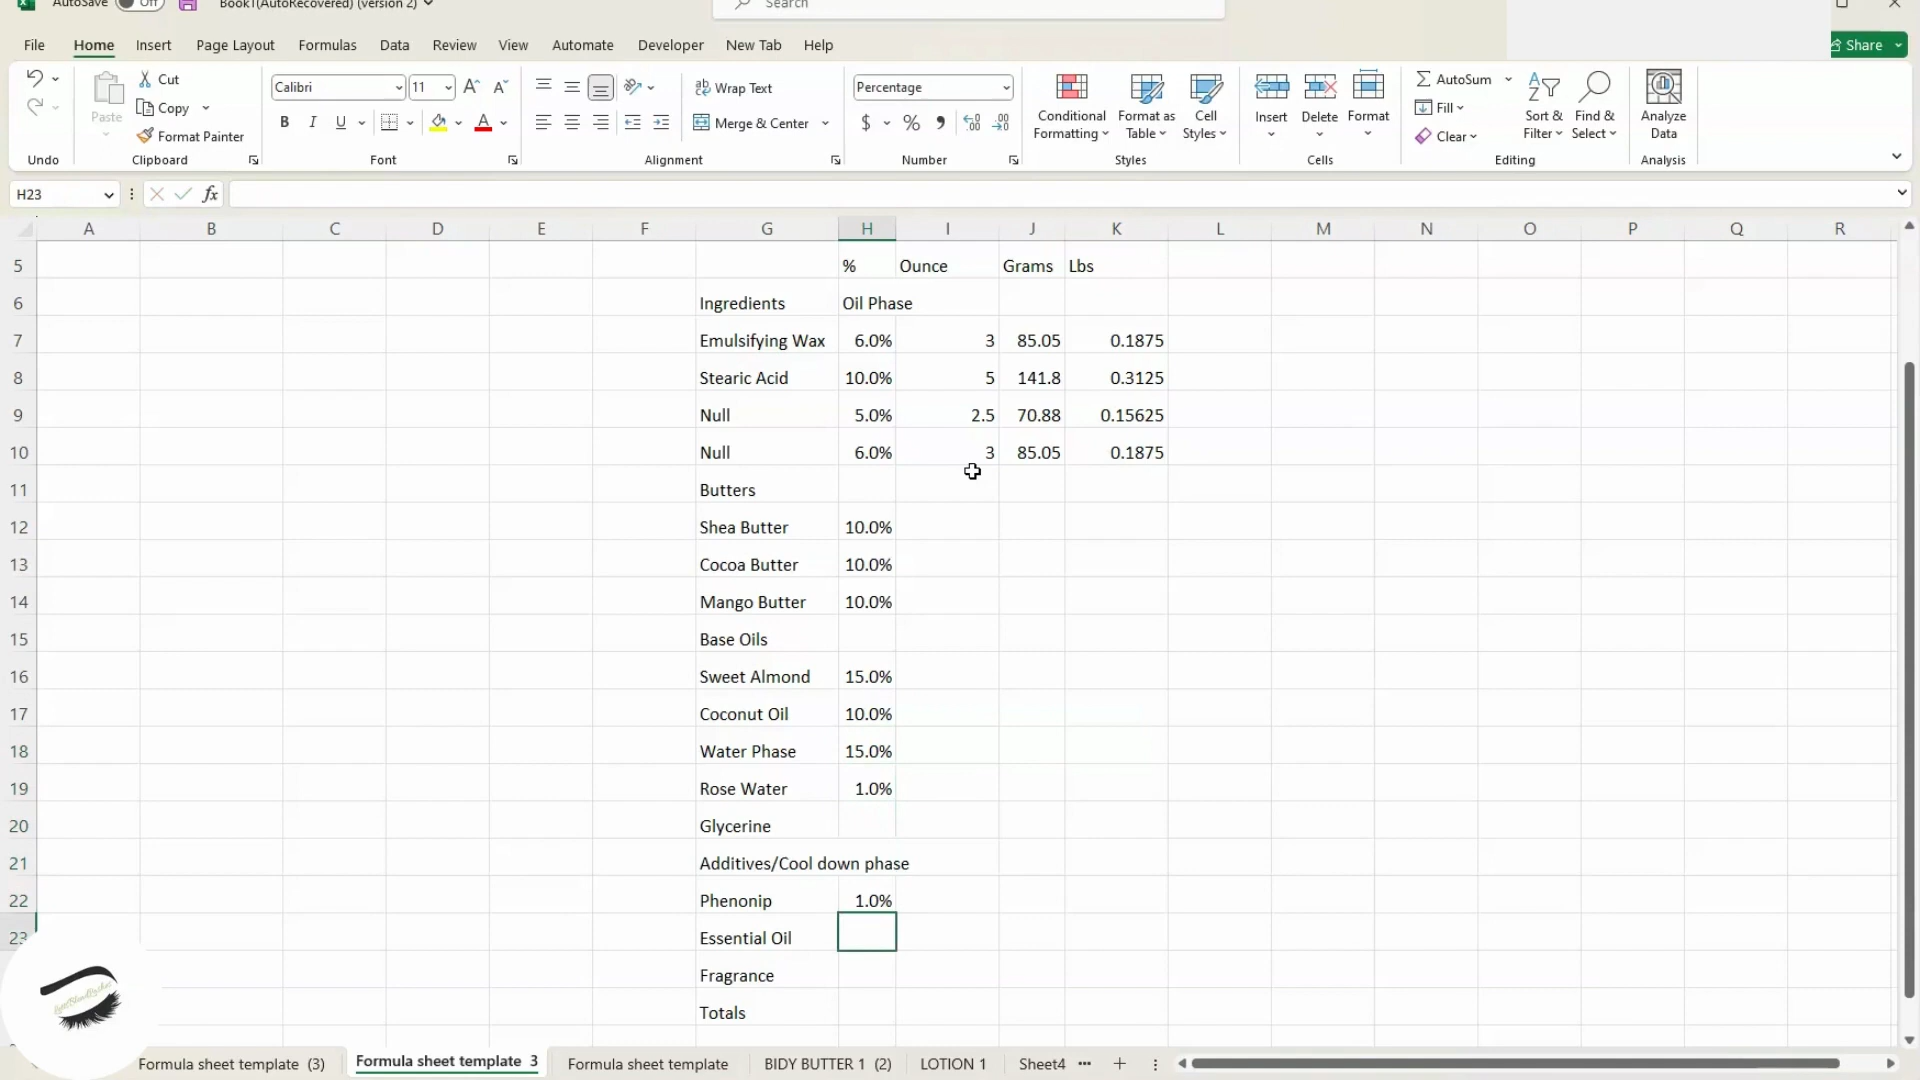 AutoSave Off Book1(AutoRecovered) (version 2) Search
File Home Insert Page Layout Formulas Data Review View Automate Developer New Tab Help Share
Cut
Copy
Paste
Format Painter
Calibri 11
B I U A
Wrap Text
Merge & Center
Percentage
$ % ,
Conditional Formatting
Format as Table
Cell Styles
Insert Delete Format
AutoSum
Fill
Clear
Sort & Filter
Find & Select
Analyze Data
Undo Clipboard Font Alignment Number Styles Cells Editing Analysis
H23 fx
A B C D E F G H I J K L M N O P Q R
5 % Ounce Grams Lbs
6 Ingredients Oil Phase
7 Emulsifying Wax 6.0% 3 85.05 0.1875
8 Stearic Acid 10.0% 5 141.8 0.3125
9 Null 5.0% 2.5 70.88 0.15625
10 Null 6.0% 3 85.05 0.1875
11 Butters
12 Shea Butter 10.0%
13 Cocoa Butter 10.0%
14 Mango Butter 10.0%
15 Base Oils
16 Sweet Almond 15.0%
17 Coconut Oil 10.0%
18 Water Phase 15.0%
19 Rose Water 1.0%
20 Glycerine
21 Additives/Cool down phase
22 Phenonip 1.0%
23 Essential Oil
Fragrance
Totals
Formula sheet template (3) Formula sheet template 3 Formula sheet template BIDY BUTTER 1 (2) LOTION 1 Sheet4